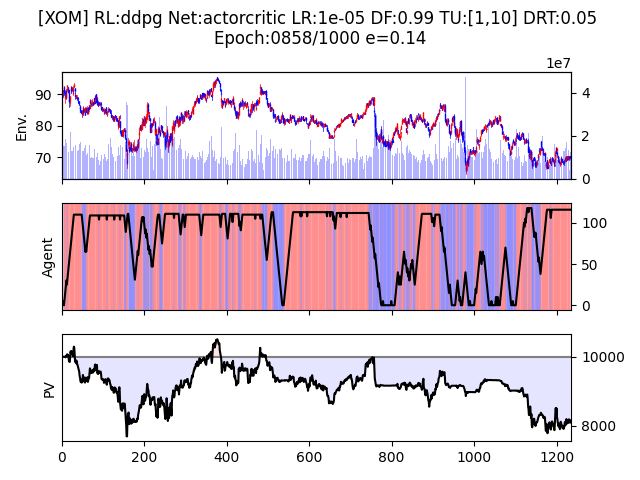 [XOM] RL:ddpg Net:actorcritic LR:1e-05 DF:0.99 TU:[1,10] DRT:0.05
Epoch:0858/1000 e=0.14
1e7
90
80
70
Env.
4
2
0
Agent
100
50
0
PV
10000
8000
0 200 400 600 800 1000 1200